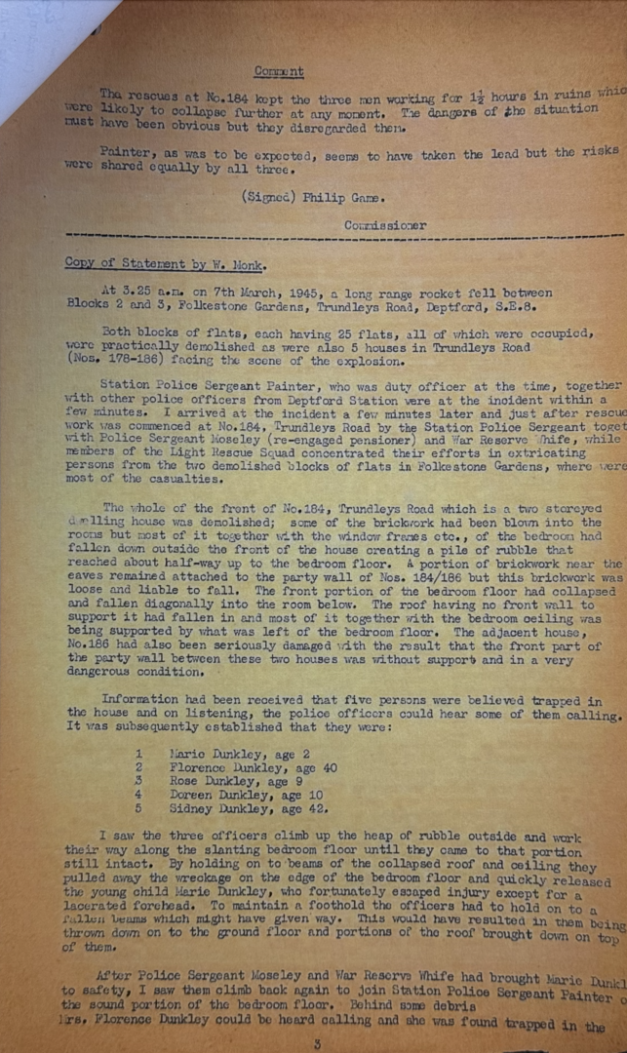 Comment
The rescues at No.184 kept the three men working for 1½ hours in ruins
were likely to collapse further at any moment. The dangers of the situation
must have been obvious but they disregarded them.
Painter, as was to be expected, seems to have taken the lead but the risks
were shared equally by all three.
(Signed) Philip Game.
Commissioner
Copy of Statement by W. Monk.
At 3.25 a.m. on 7th March, 1945, a long range rocket fell between
Blocks 2 and 3, Folkestone Gardens, Trundleys Road, Deptford, S.E.8.
Both blocks of flats, each having 25 flats, all of which were occupied,
were practically demolished as were also 5 houses in Trundleys Road
(Nos. 178-186) facing the scene of the explosion.
Station Police Sergeant Painter, who was duty officer at the time, together
with other police officers from Deptford Station were at the incident within a
few minutes. I arrived at the incident a few minutes later and just after rescue
work was commenced at No.184, Trundleys Road by the Station Police Sergeant toget
with Police Sergeant Moseley (re-engaged pensioner) and War Reserve Whife, while
members of the Light Rescue Squad concentrated their efforts in extricating
persons from the two demolished blocks of flats in Folkestone Gardens, where were
most of the casualties.
The whole of the front of No.184, Trundleys Road which is a two storeyed
dwelling house was demolished; some of the brickwork had been blown into the
rooms but most of it together with the window frames etc., of the bedroom had
fallen down outside the front of the house creating a pile of rubble that
reached about half-way up to the bedroom floor. A portion of brickwork near the
eaves remained attached to the party wall of Nos. 184/186 but this brickwork was
loose and liable to fall. The front portion of the bedroom floor had collapsed
and fallen diagonally into the room below. The roof having no front wall to
support it had fallen in and most of it together with the bedroom ceiling was
being supported by what was left of the bedroom floor. The adjacent house,
No.186 had also been seriously damaged with the result that the front part of
the party wall between these two houses was without support and in a very
dangerous condition.
Information had been received that five persons were believed trapped in
the house and on listening, the police officers could hear some of them calling.
It was subsequently established that they were:
1 Marie Dunkley, age 2
2 Florence Dunkley, age 40
3 Rose Dunkley, age 9
4 Doreen Dunkley, age 10
5 Sidney Dunkley, age 42.
I saw the three officers climb up the heap of rubble outside and work
their way along the slanting bedroom floor until they came to that portion
still intact. By holding on to beams of the collapsed roof and ceiling they
pulled away the wreckage on the edge of the bedroom floor and quickly released
the young child Marie Dunkley, who fortunately escaped injury except for a
lacerated forehead. To maintain a foothold the officers had to hold on to a
fallen beams which might have given way. This would have resulted in them being
thrown down on to the ground floor and portions of the roof brought down on top
of them.
After Police Sergeant Moseley and War Reserve Whife had brought Marie Dunkl
to safety, I saw them climb back again to join Station Police Sergeant Painter o
the sound portion of the bedroom floor. Behind some debris
Mrs. Florence Dunkley could be heard calling and she was found trapped in the
3